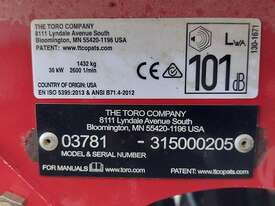 THE TORO COMPANY
8111 Lyndale Avenue South
Bloomington, MN 55420-1196 USA
PATENT: www.ttcopats.com
1432 kg
36 kW 2600 1/min
COUNTRY OF ORIGIN: USA
EN ISO 5395:2013 & ANSI B71.4-2012
LWA
CE
101
dB
130-1671
THE TORO COMPANY
8111 Lyndale Avenue South
Bloomington, MN 55420-1196 USA
PATENT: www.ttcopats.com
03781 - 315000205
MODEL & SERIAL NUMBER
FOR MANUALS www.toro.com